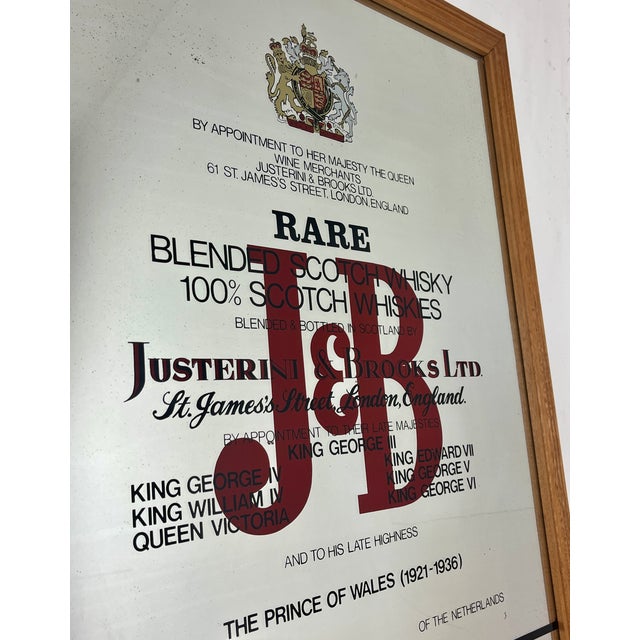 BY APPOINTMENT TO HER MAJESTY THE QUEEN
WINE MERCHANTS
JUSTERINI & BROOKS LTD.
61 ST. JAMES'S STREET, LONDON, ENGLAND
RARE
BLENDED SCOTCH WHISKY
100% SCOTCH WHISKIES
BLENDED & BOTTLED IN SCOTLAND BY
J&B
JUSTERINI & BROOKS LTD.
St. James's Street, London, England.
BY APPOINTMENT TO THEIR LATE MAJESTIES
KING GEORGE III
KING GEORGE IV KING EDWARD VII
KING WILLIAM IV KING GEORGE V
QUEEN VICTORIA KING GEORGE VI
AND TO HIS LATE HIGHNESS
THE PRINCE OF WALES (1921-1936)
OF THE NETHERLANDS